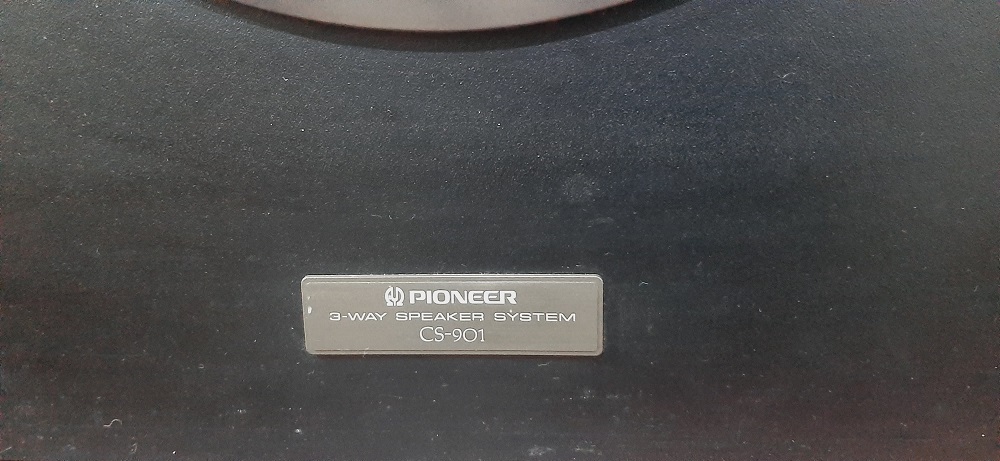 PIONEER
3-WAY SPEAKER SYSTEM
CS-901